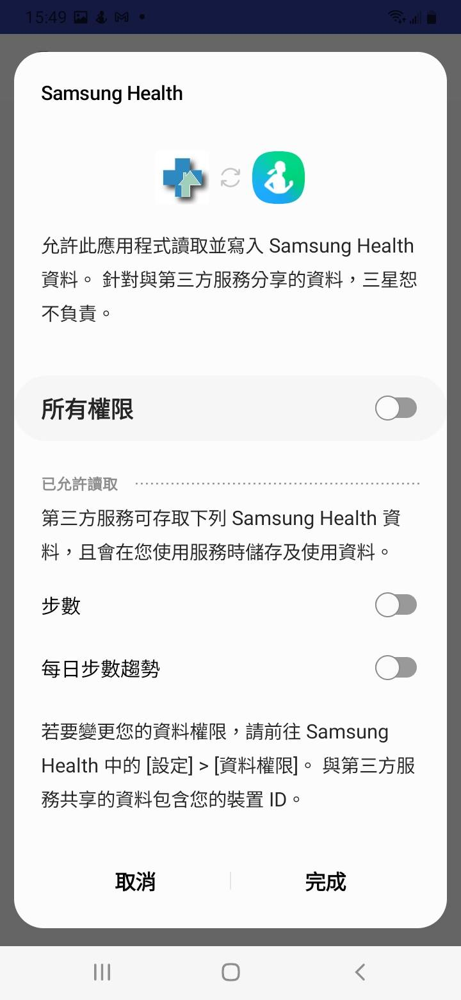 15:49
Samsung Health
允許此應用程式讀取並寫入 Samsung Health
資料。 針對與第三方服務分享的資料，三星恕
不負責。
所有權限
已允許讀取
第三方服務可存取下列 Samsung Health 資
料，且會在您使用服務時儲存及使用資料。
步數
每日步數趨勢
若要變更您的資料權限，請前往 Samsung
Health 中的 [設定] > [資料權限]。 與第三方服
務共享的資料包含您的裝置 ID。
取消
完成